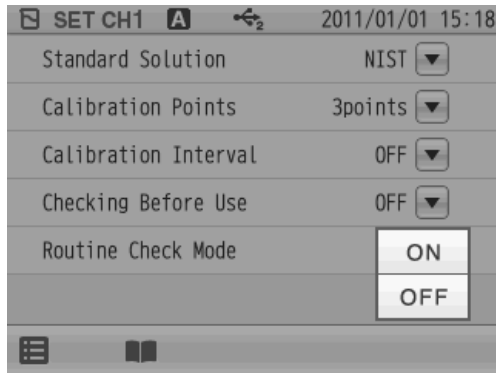 SET CH1 A 2 2011/01/01 15:18
Standard Solution NIST
Calibration Points 3points
Calibration Interval OFF
Checking Before Use OFF
Routine Check Mode ON
OFF